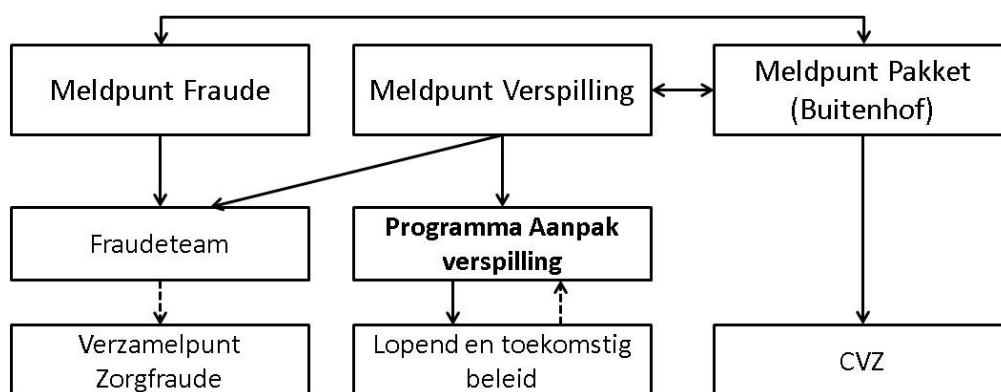 Meldpunt Fraude
Meldpunt Verspilling
Meldpunt Pakket
(Buitenhof)
Fraudeteam
Programma Aanpak
verspilling
Verzamelpunt
Zorgfraude
Lopend en toekomstig
beleid
CVZ